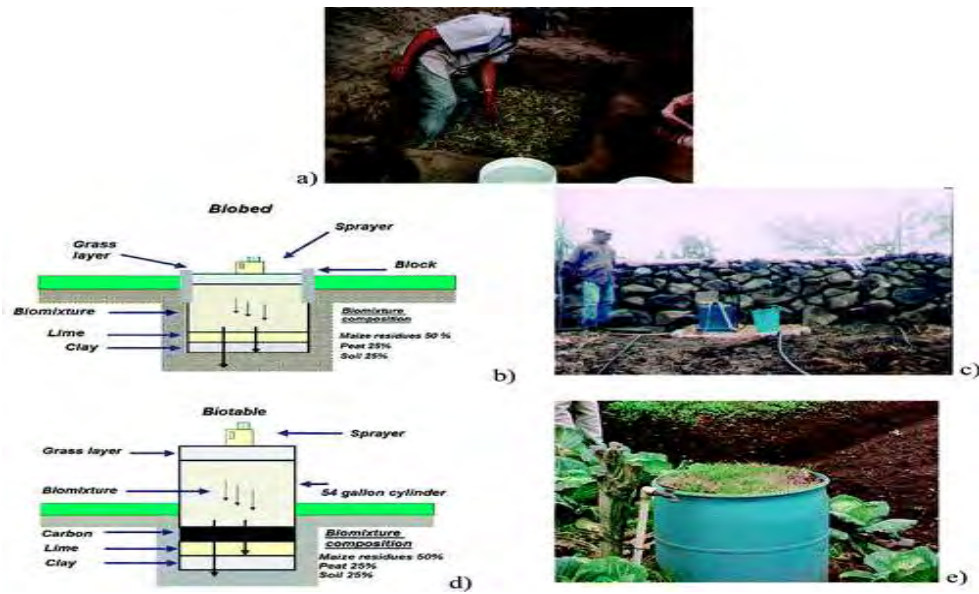 a)
Biobed
Sprayer
Grass
layer
Block
Biomixture
Biomixture
composition
Lime
Maize residues 50 %
Clay
Peat 25%
Soil 25%
b)
c)
Biotable
Sprayer
Grass layer
Biomixture
54 gallon cylinder
Carbon
Biomixture
composition
Lime
Maize residues 50%
Clay
Peat 25%
Soil 25%
d)
e)